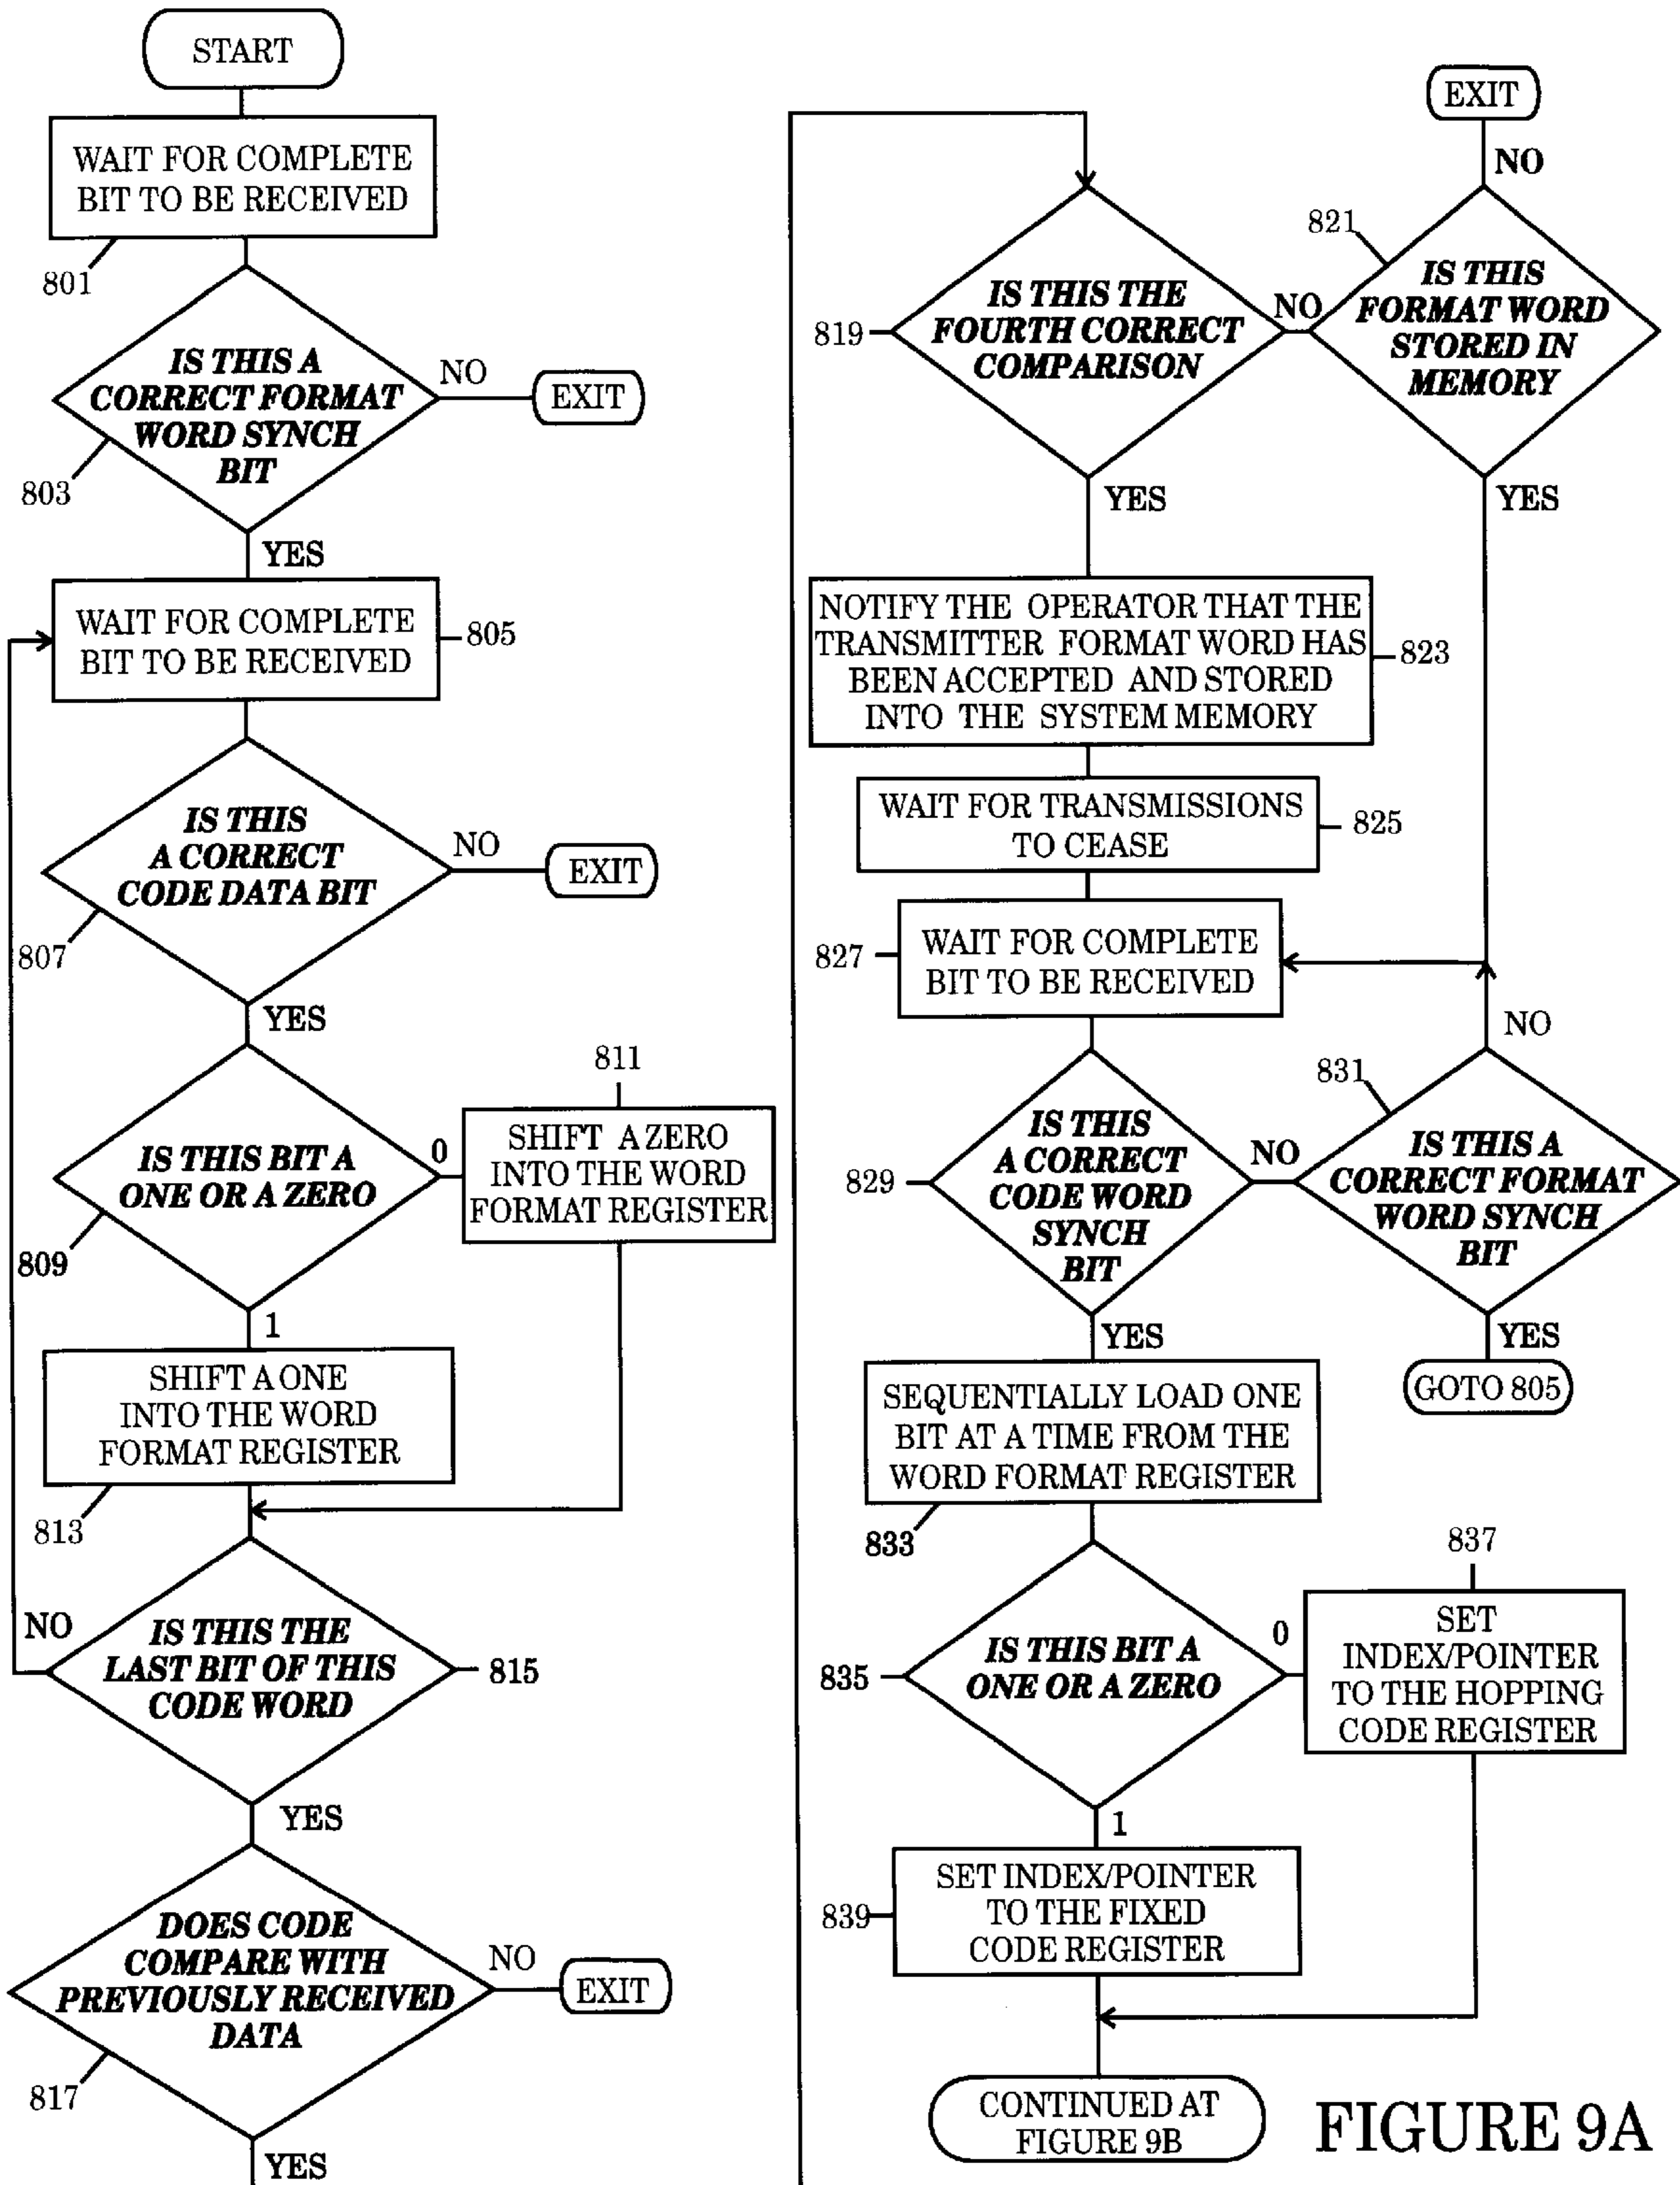 START
WAIT FOR COMPLETE
BIT TO BE RECEIVED
801
IS THIS A
CORRECT FORMAT
WORD SYNCH
BIT
NO
EXIT
803
YES
WAIT FOR COMPLETE
BIT TO BE RECEIVED
805
IS THIS
A CORRECT
CODE DATA BIT
NO
EXIT
807
YES
IS THIS BIT A
ONE OR A ZERO
0
811
SHIFT A ZERO
INTO THE WORD
FORMAT REGISTER
809
1
SHIFT A ONE
INTO THE WORD
FORMAT REGISTER
813
NO
IS THIS THE
LAST BIT OF THIS
CODE WORD
815
YES
DOES CODE
COMPARE WITH
PREVIOUSLY RECEIVED
DATA
NO
EXIT
817
YES
819
IS THIS THE
FOURTH CORRECT
COMPARISON
NO
EXIT
NO
821
IS THIS
FORMAT WORD
STORED IN
MEMORY
YES
YES
NOTIFY THE OPERATOR THAT THE
TRANSMITTER FORMAT WORD HAS
BEEN ACCEPTED AND STORED
INTO THE SYSTEM MEMORY
823
WAIT FOR TRANSMISSIONS
TO CEASE
825
827
WAIT FOR COMPLETE
BIT TO BE RECEIVED
829
IS THIS
A CORRECT
CODE WORD
SYNCH
BIT
NO
NO
831
IS THIS A
CORRECT FORMAT
WORD SYNCH
BIT
YES
GOTO 805
YES
SEQUENTIALLY LOAD ONE
BIT AT A TIME FROM THE
WORD FORMAT REGISTER
833
835
IS THIS BIT A
ONE OR A ZERO
0
837
SET
INDEX/POINTER
TO THE HOPPING
CODE REGISTER
1
839
SET INDEX/POINTER
TO THE FIXED
CODE REGISTER
CONTINUED AT
FIGURE 9B
FIGURE 9A